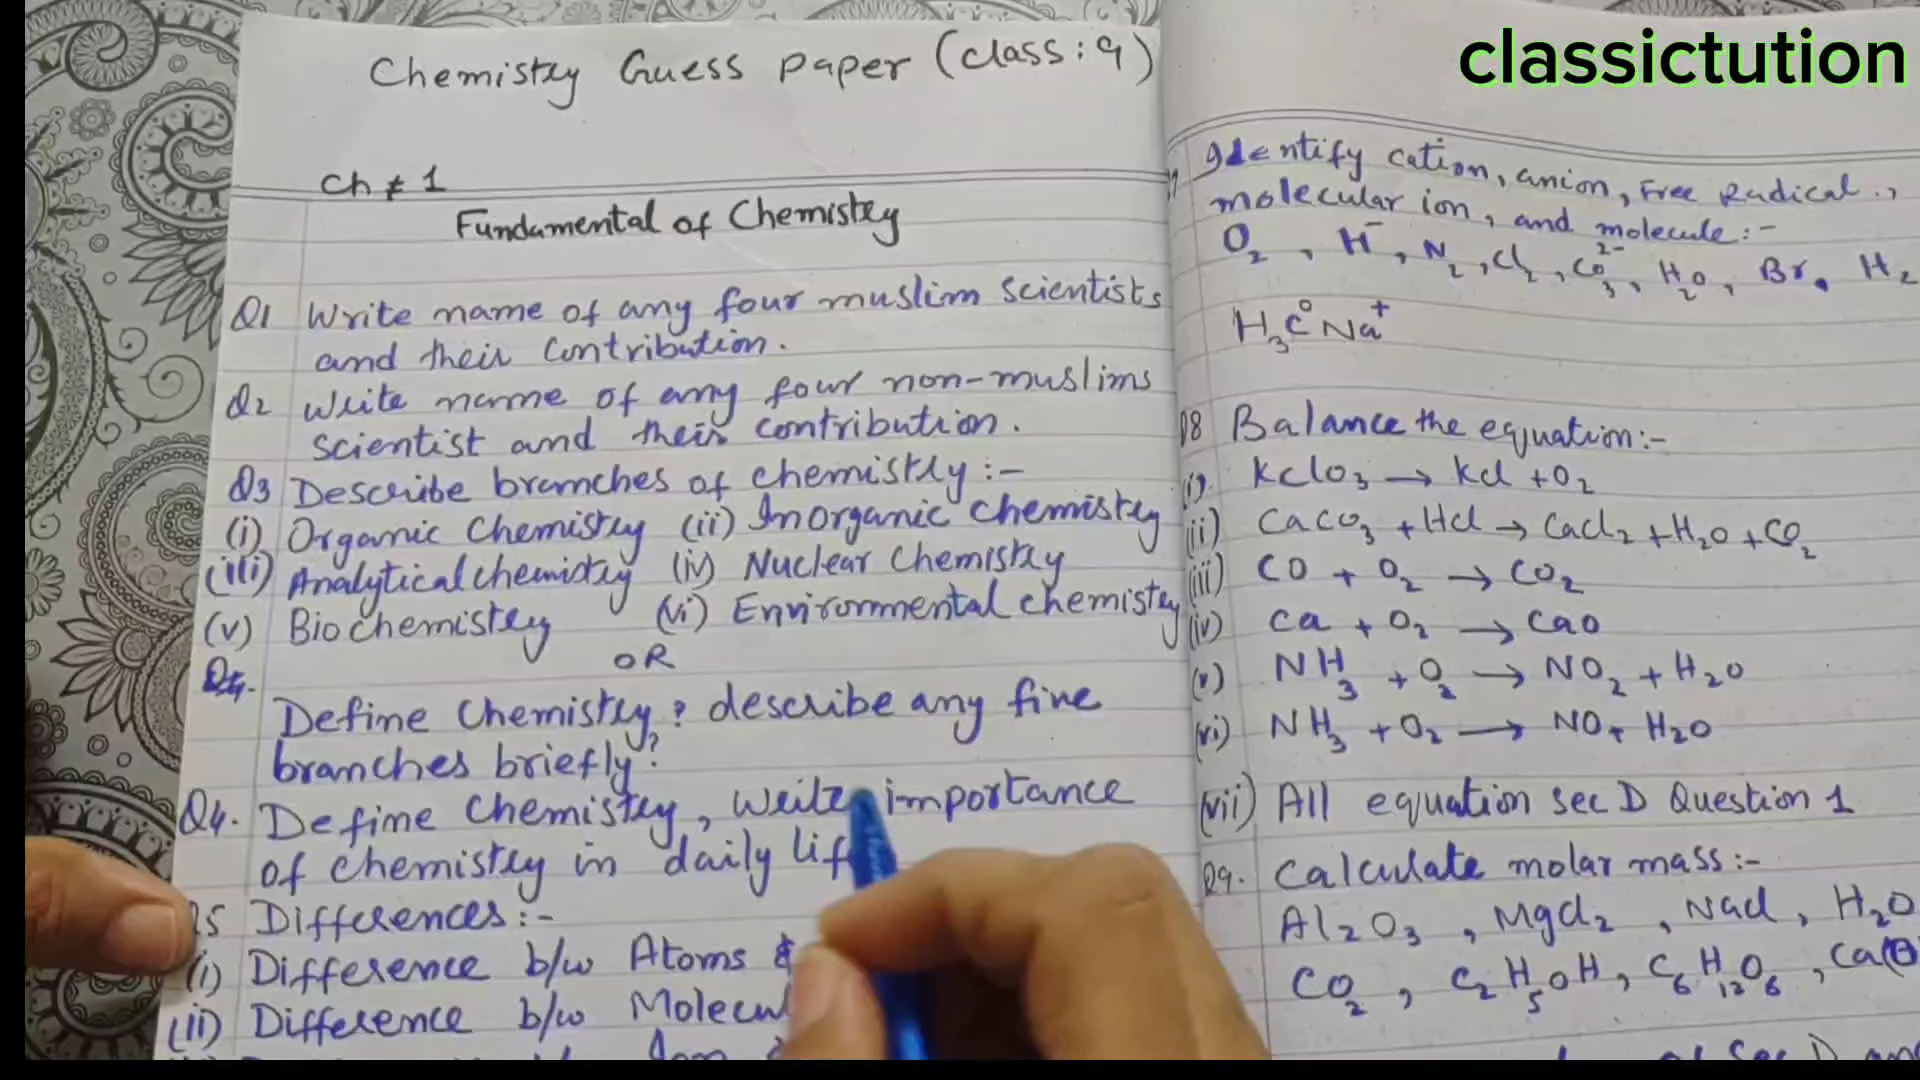 classictution
Chemistry Guess Paper (class:9)
Ch # 1
Fundamental of Chemistry
Q1 Write name of any four muslim scientists
and their contribution.
Q2 Write name of any four non-muslims
scientist and their contribution.
Q3 Describe branches of chemistry:-
(i) Organic Chemistry (ii) Inorganic chemistry
(iii) Analytical chemistry (iv) Nuclear Chemistry
(v) Biochemistry (vi) Environmental chemistry
OR
Define Chemistry? describe any five
branches briefly?
Q4. Define Chemistry, write importance
of chemistry in daily
Differences:-
(i) Difference b/w Atoms &
(ii) Difference b/w
Identify cation, anion, Free Radical.,
molecular ion, and molecule:-
O₂, H⁻, N₂, Cl₂, CO₃²⁻, H₂O, Br, H₂
H₃C° Na⁺
Q8 Balance the equation:-
(i) KClO₃ → KCl + O₂
(ii) CaCO₃ + HCl → CaCl₂ + H₂O + CO₂
(iii) CO + O₂ → CO₂
(iv) Ca + O₂ → CaO
(v) NH₃ + O₂ → NO₂ + H₂O
(vi) NH₃ + O₂ → NO + H₂O
(vii) All equation sec D Question 1
Q9. Calculate molar mass:-
Al₂O₃, MgCl₂, NaCl, H₂O
CO₂, C₂H₅OH, C₆H₁₂O₆, Ca(